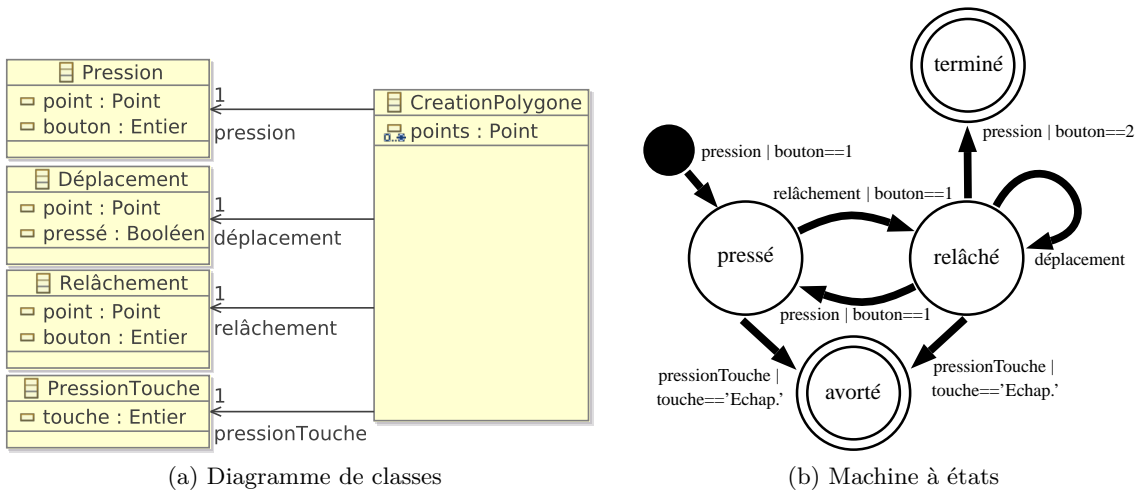 Pression
point : Point
bouton : Entier
1
pression
Déplacement
point : Point
pressé : Booléen
1
déplacement
Relâchement
point : Point
bouton : Entier
1
relâchement
PressionTouche
touche : Entier
1
pressionTouche
CreationPolygone
0..*
points : Point
(a) Diagramme de classes
terminé
pression | bouton==2
pression | bouton==1
relâchement | bouton==1
pressé
relâché
déplacement
pression | bouton==1
pressionTouche |
touche=='Echap.'
avorté
pressionTouche |
touche=='Echap.'
(b) Machine à états